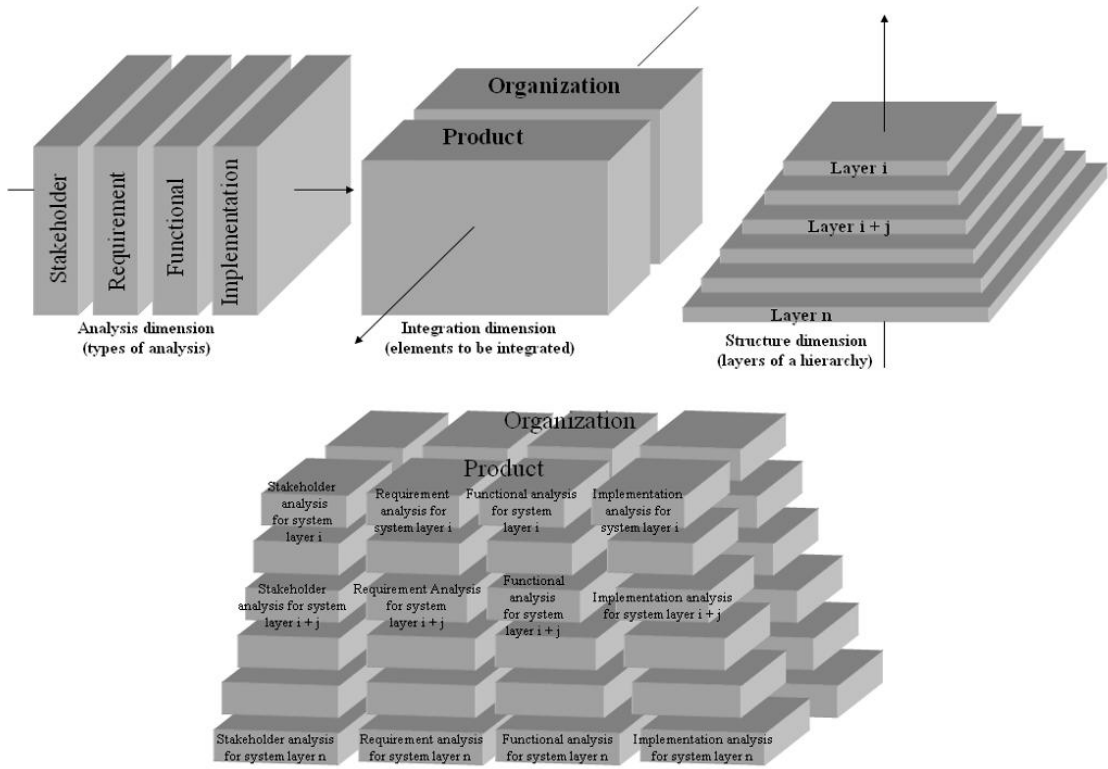 Stakeholder
Requirement
Functional
Implementation
Analysis dimension
(types of analysis)
Organization
Product
Integration dimension
(elements to be integrated)
Layer i
Layer i + j
Layer n
Structure dimension
(layers of a hierarchy)
Organization
Product
Stakeholder
analysis
for system
layer i
Requirement
analysis for
system layer i
Functional analysis
for system
layer i
Implementation
analysis for
system layer i
Stakeholder
analysis for system
layer i + j
Requirement Analysis
for system
layer i + j
Functional
analysis
for system
layer i + j
Implementation analysis
for system layer i + j
Stakeholder analysis
for system layer n
Requirement analysis
for system layer n
Functional analysis
for system layer n
Implementation analysis
for system layer n